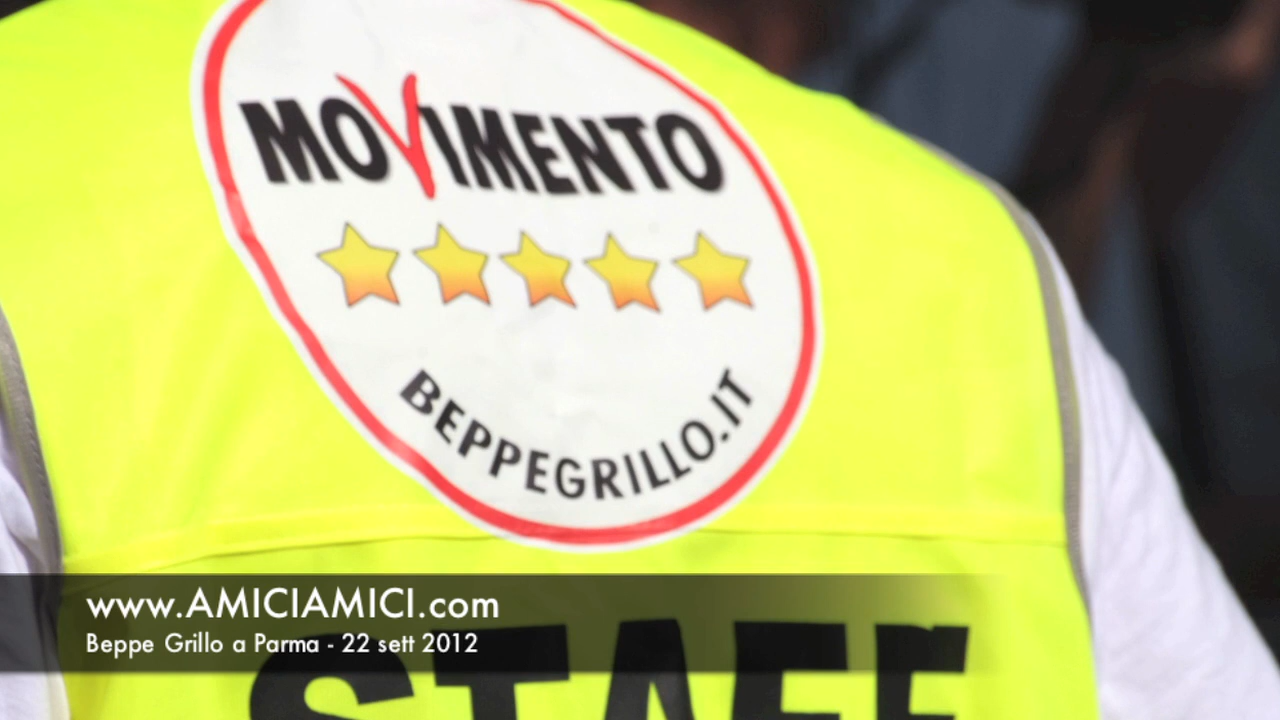 MOVIMENTO
BEPPEGRILLO.IT
www.AMICIAMICI.com
Beppe Grillo a Parma - 22 sett 2012
STAFF